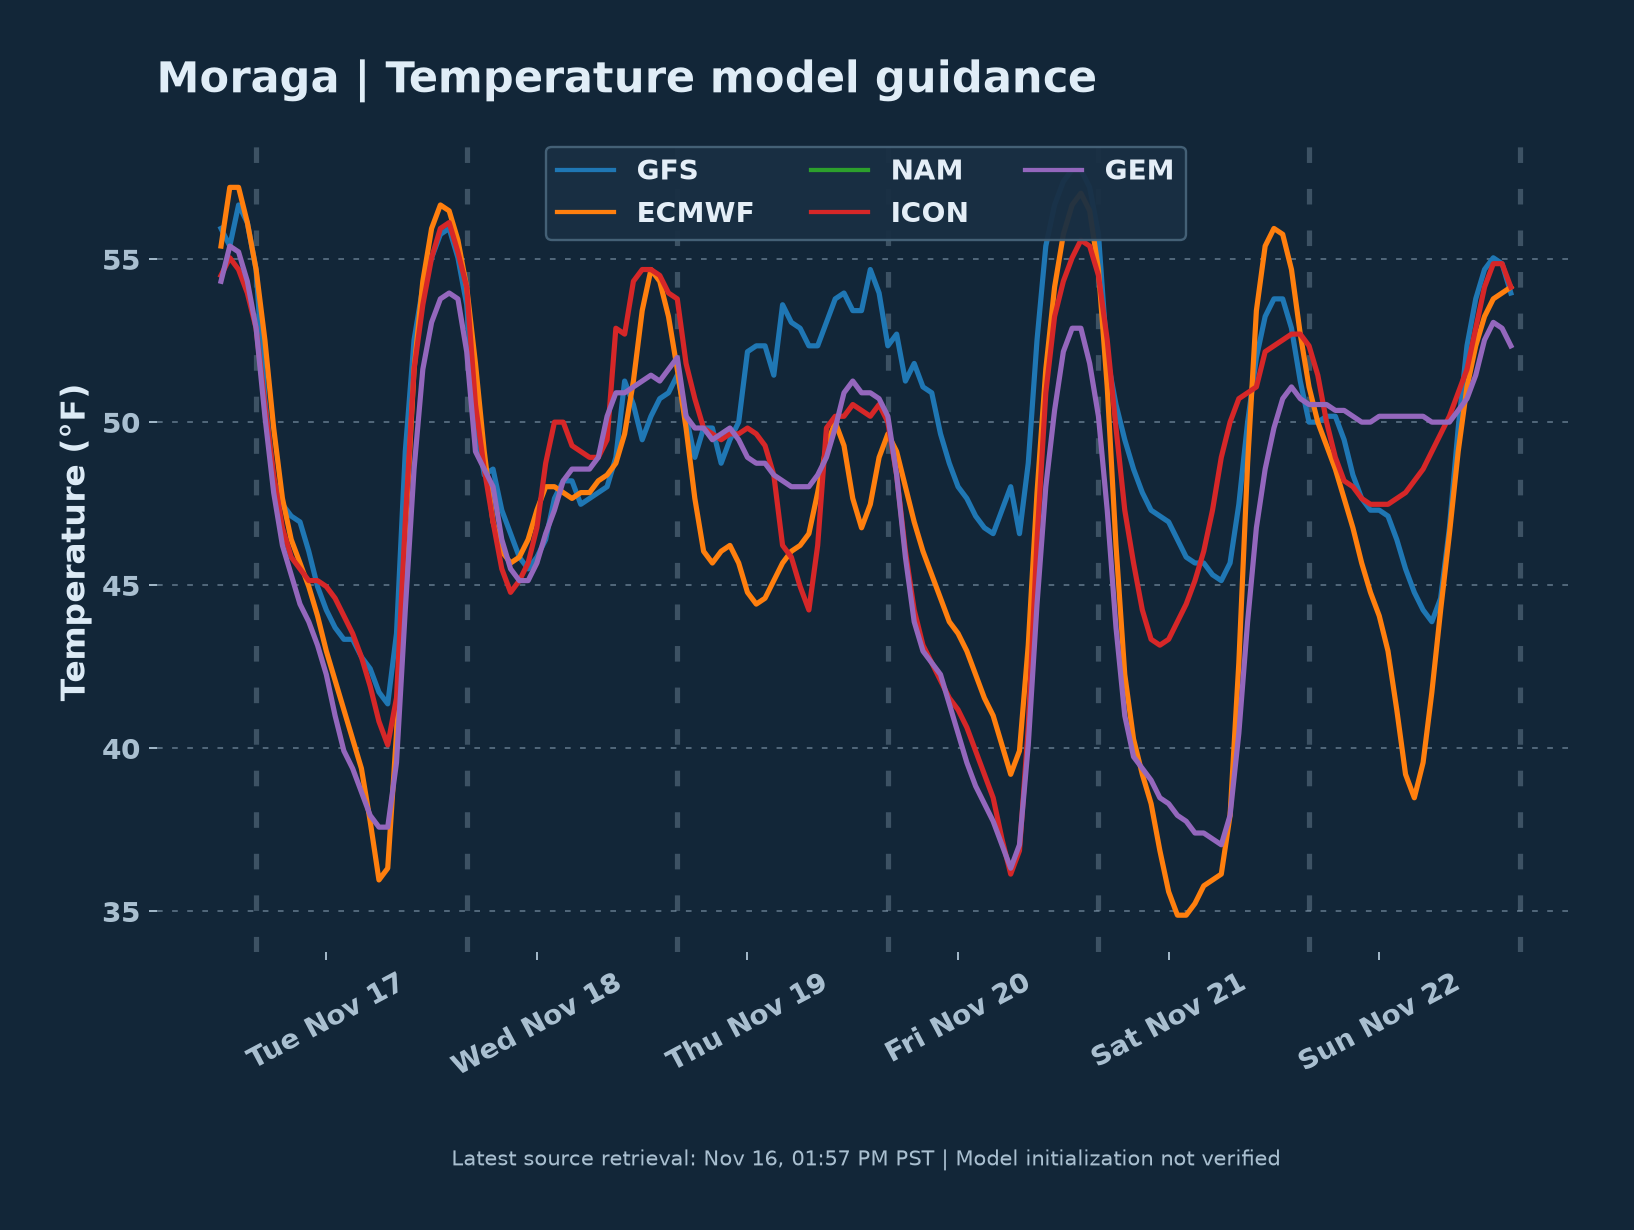 Moraga | Temperature model guidance
GFS NAM GEM
ECMWF ICON
Temperature (°F)
55
50
45
40
35
Tue Nov 17
Wed Nov 18
Thu Nov 19
Fri Nov 20
Sat Nov 21
Sun Nov 22
Latest source retrieval: Nov 16, 01:57 PM PST | Model initialization not verified